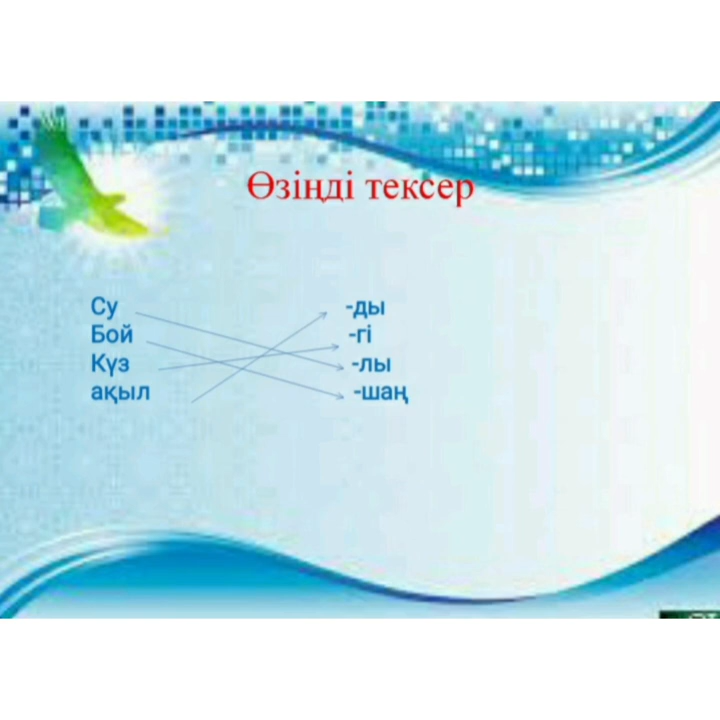 Өзіңді тексер
Су -ды
Бой -гі
Күз -лы
ақыл -шаң